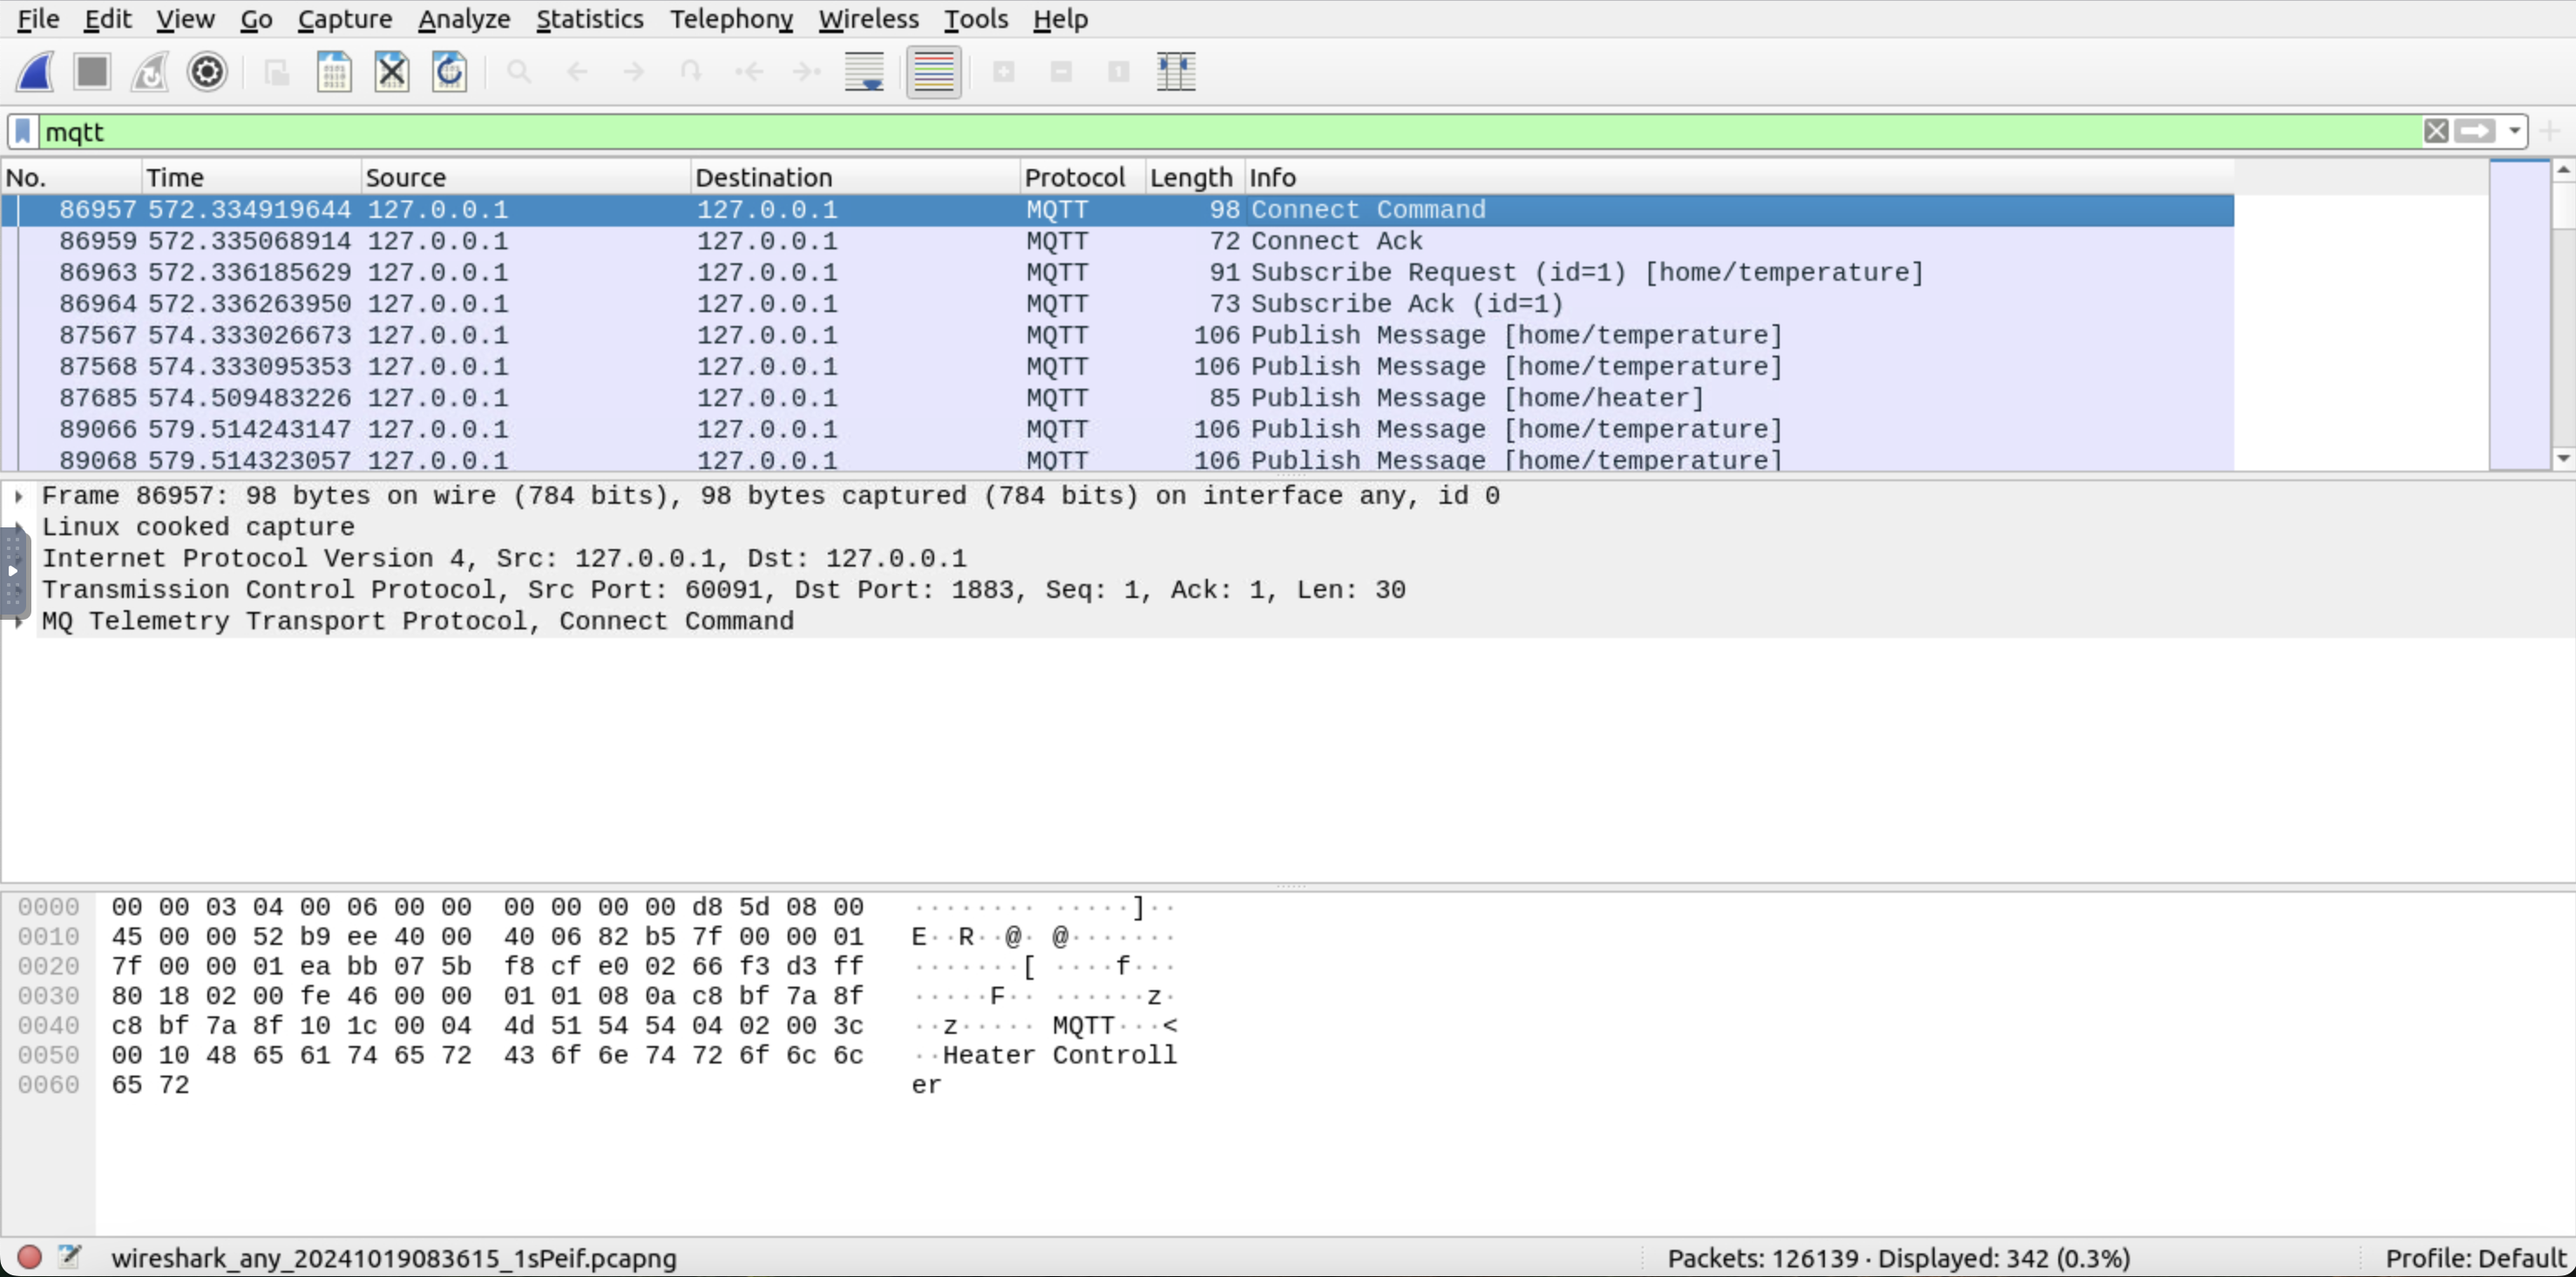 File Edit View Go Capture Analyze Statistics Telephony Wireless Tools Help
mqtt
No. Time Source Destination Protocol Length Info
86957 572.334919644 127.0.0.1 127.0.0.1 MQTT 98 Connect Command
86959 572.335068914 127.0.0.1 127.0.0.1 MQTT 72 Connect Ack
86963 572.336185629 127.0.0.1 127.0.0.1 MQTT 91 Subscribe Request (id=1) [home/temperature]
86964 572.336263950 127.0.0.1 127.0.0.1 MQTT 73 Subscribe Ack (id=1)
87567 574.333026673 127.0.0.1 127.0.0.1 MQTT 106 Publish Message [home/temperature]
87568 574.333095353 127.0.0.1 127.0.0.1 MQTT 106 Publish Message [home/temperature]
87685 574.509483226 127.0.0.1 127.0.0.1 MQTT 85 Publish Message [home/heater]
89066 579.514243147 127.0.0.1 127.0.0.1 MQTT 106 Publish Message [home/temperature]
89068 579.514323057 127.0.0.1 127.0.0.1 MQTT 106 Publish Message [home/temperature]
Frame 86957: 98 bytes on wire (784 bits), 98 bytes captured (784 bits) on interface any, id 0
Linux cooked capture
Internet Protocol Version 4, Src: 127.0.0.1, Dst: 127.0.0.1
Transmission Control Protocol, Src Port: 60091, Dst Port: 1883, Seq: 1, Ack: 1, Len: 30
MQ Telemetry Transport Protocol, Connect Command
0000 00 00 03 04 00 06 00 00 00 00 00 00 d8 5d 08 00 ········ ·····]··
0010 45 00 00 52 b9 ee 40 00 40 06 82 b5 7f 00 00 01 E··R··@· @·······
0020 7f 00 00 01 ea bb 07 5b f8 cf e0 02 66 f3 d3 ff ·······[ ····f···
0030 80 18 02 00 fe 46 00 00 01 01 08 0a c8 bf 7a 8f ·····F·· ······z·
0040 c8 bf 7a 8f 10 1c 00 04 4d 51 54 54 04 02 00 3c ··z····· MQTT···<
0050 00 10 48 65 61 74 65 72 43 6f 6e 74 72 6f 6c 6c ··Heater Controll
0060 65 72 er
wireshark_any_20241019083615_1sPeif.pcapng Packets: 126139 · Displayed: 342 (0.3%) Profile: Default